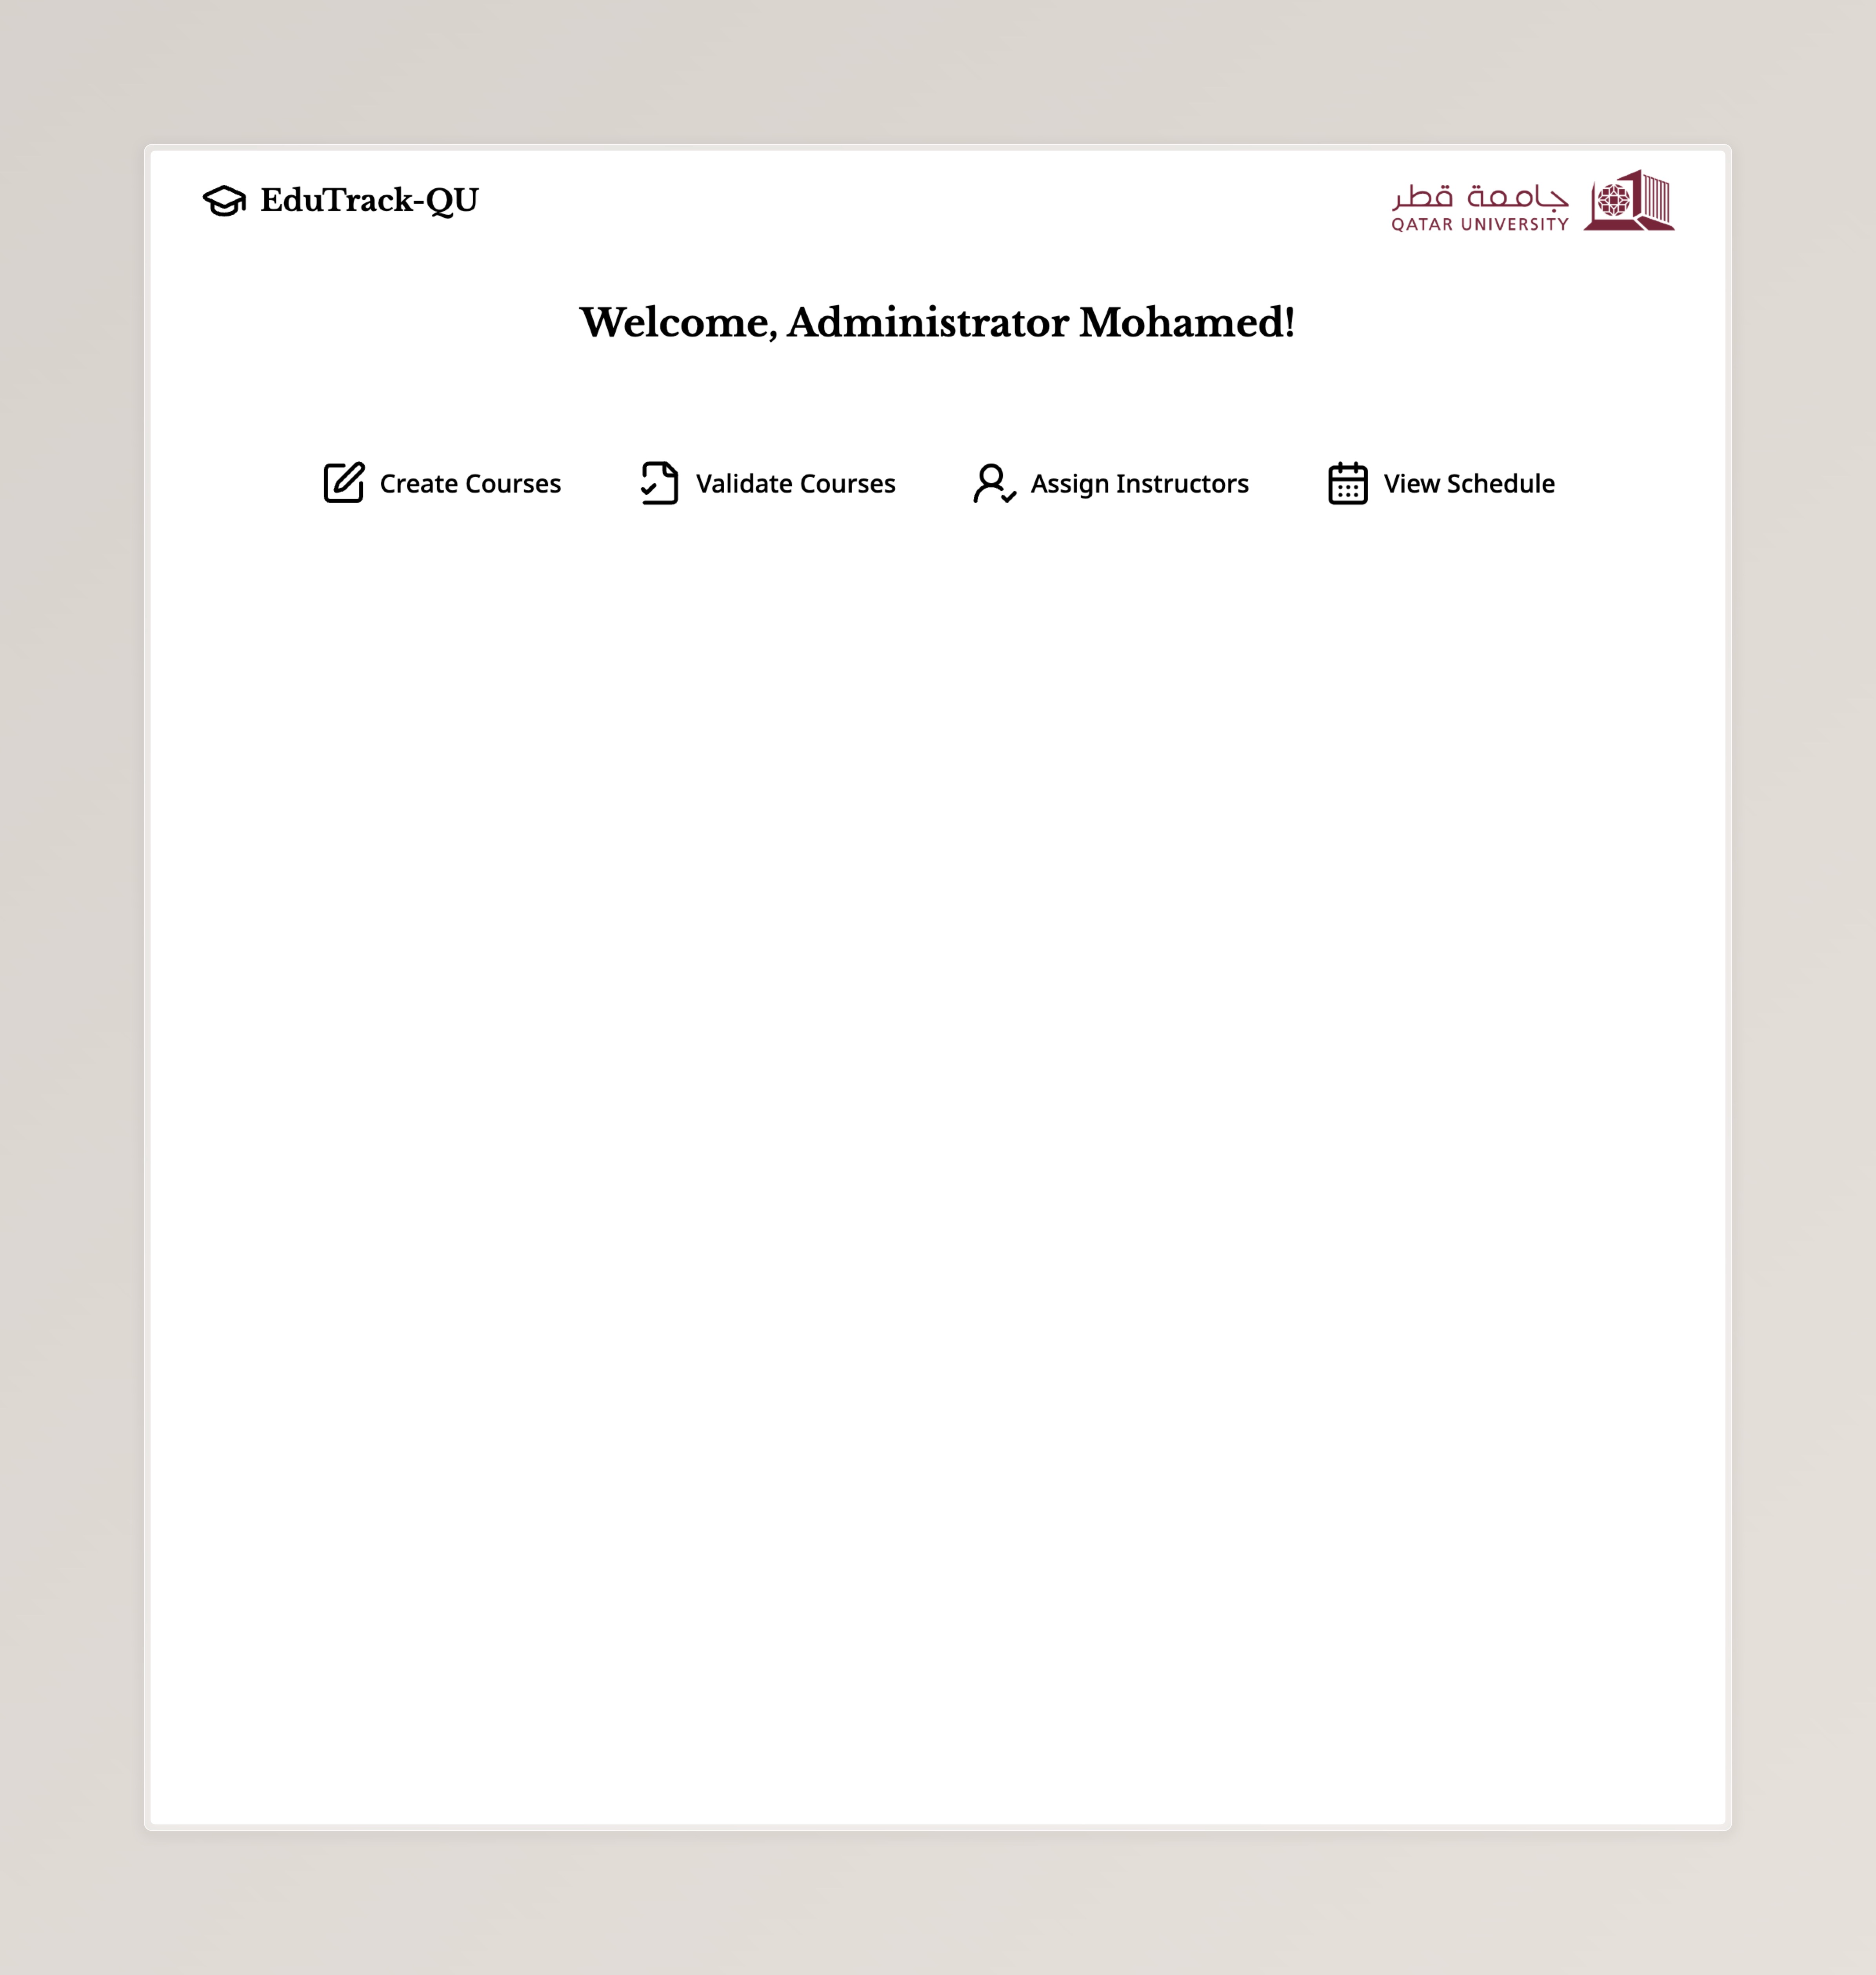 EduTrack-QU
جامعة قطر
QATAR UNIVERSITY
Welcome, Administrator Mohamed!
Create Courses
Validate Courses
Assign Instructors
View Schedule